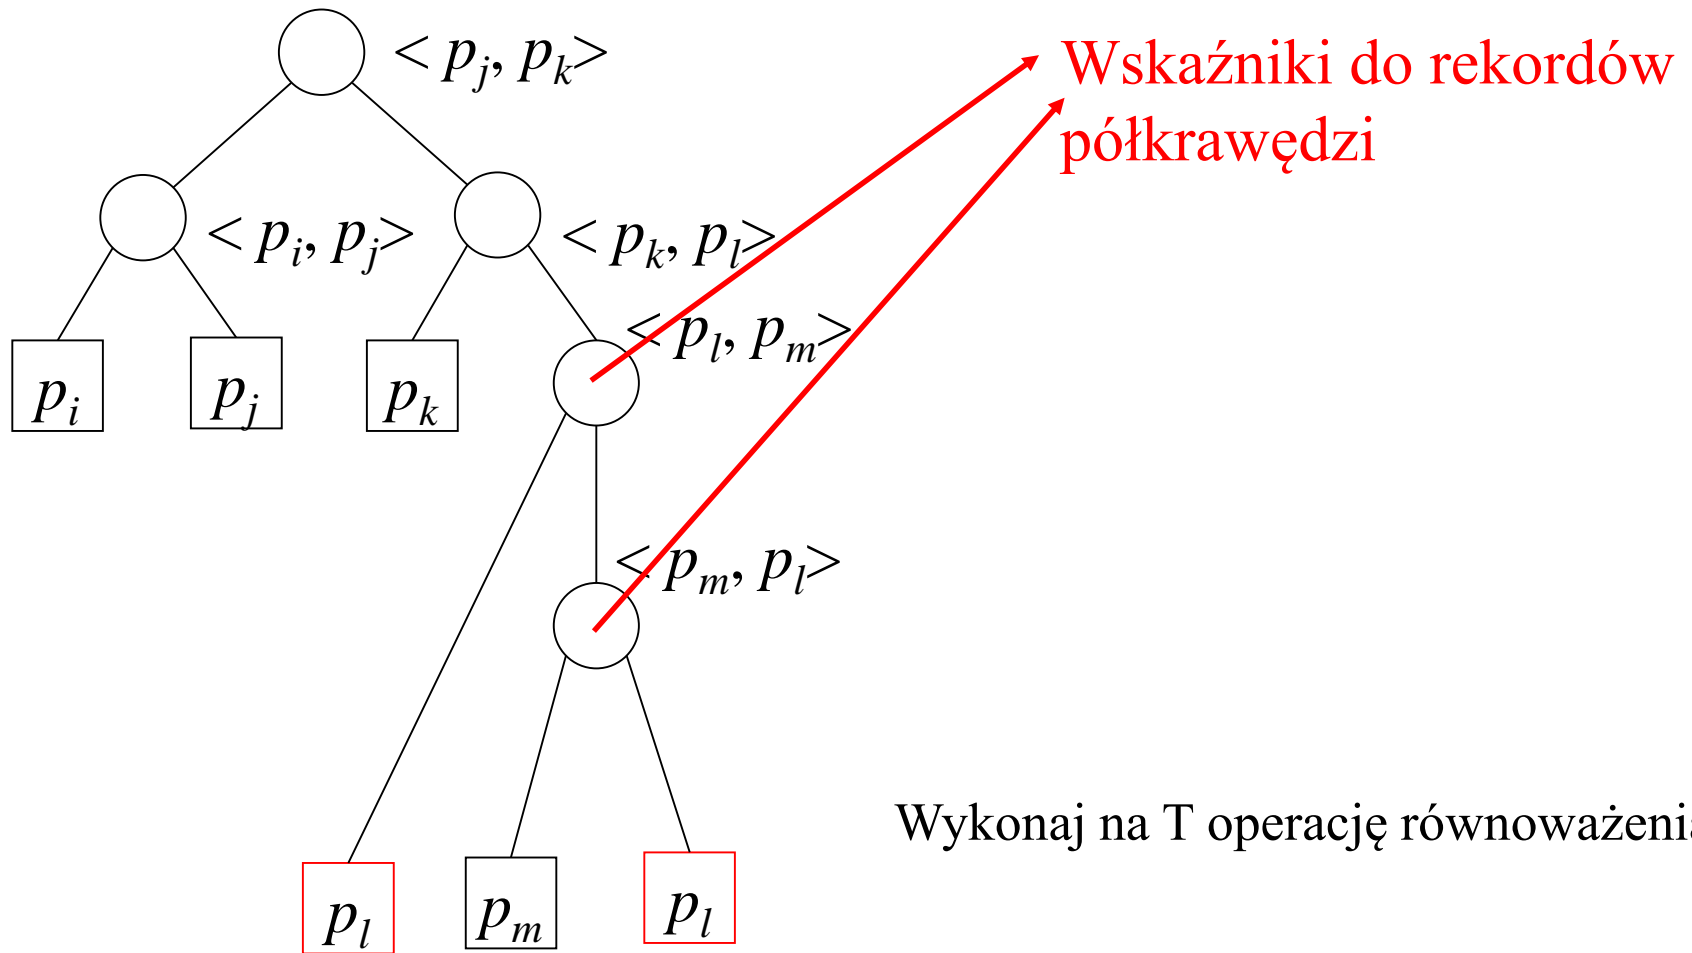 < pj, pk>
Wskaźniki do rekordów
półkrawędzi
< pi, pj>
< pk, pl>
< pl, pm>
pi
pj
pk
< pm, pl>
Wykonaj na T operację równoważenia
pl
pm
pl